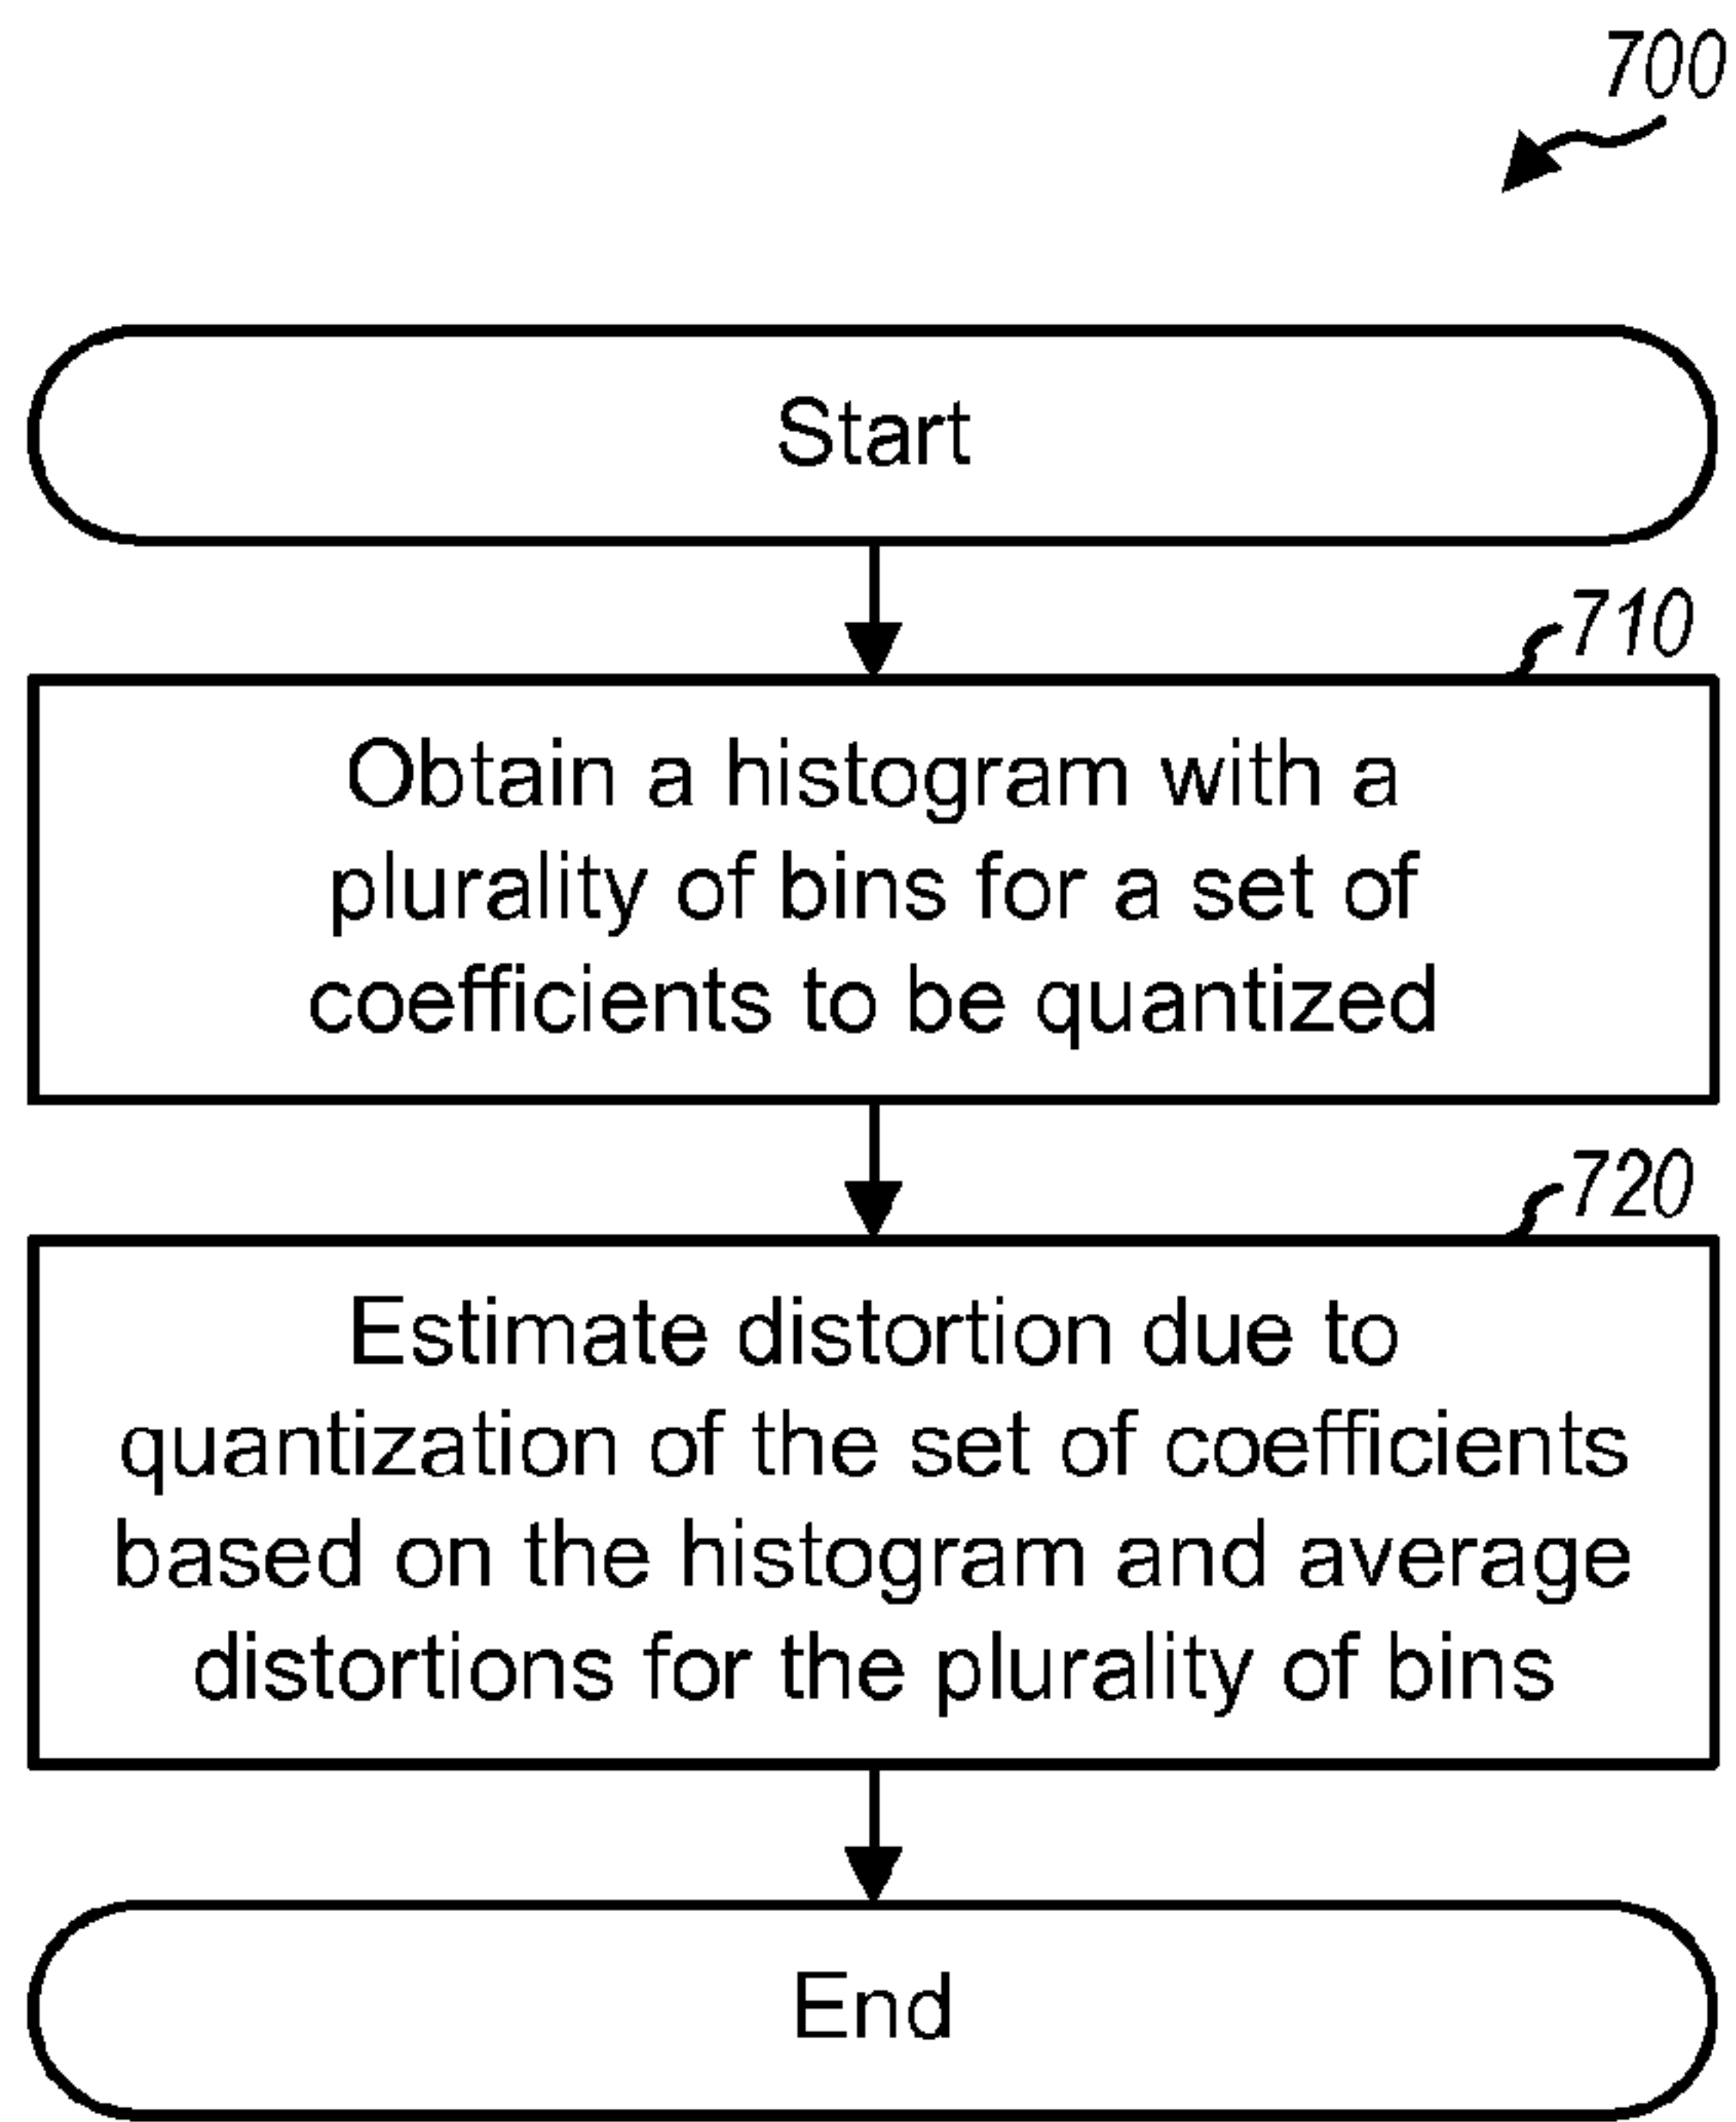 700
Start
710
Obtain a histogram with a
plurality of bins for a set of
coefficients to be quantized
720
Estimate distortion due to
quantization of the set of coefficients
based on the histogram and average
distortions for the plurality of bins
End